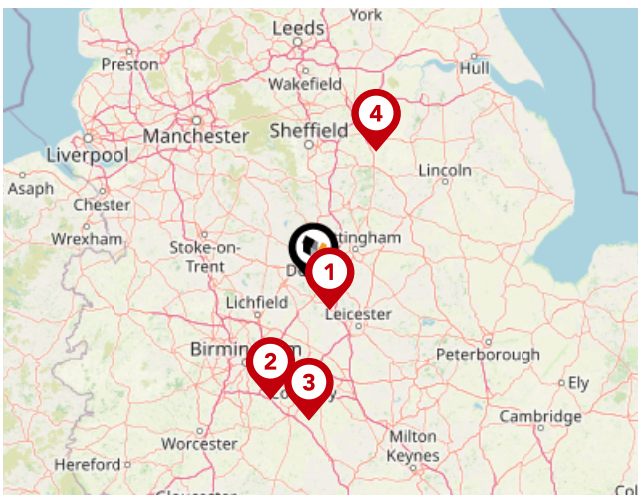 York
Leeds
Preston
Hull
Wakefield
4
Manchester
Sheffield
Liverpool
Lincoln
Asaph
Chester
Wrexham
Stoke-on-
Trent
1
Lichfield
Leicester
Birmin
m
2
Peterborough
3
Ely
Cambridge
Worcester
Milton
Keynes
Hereford